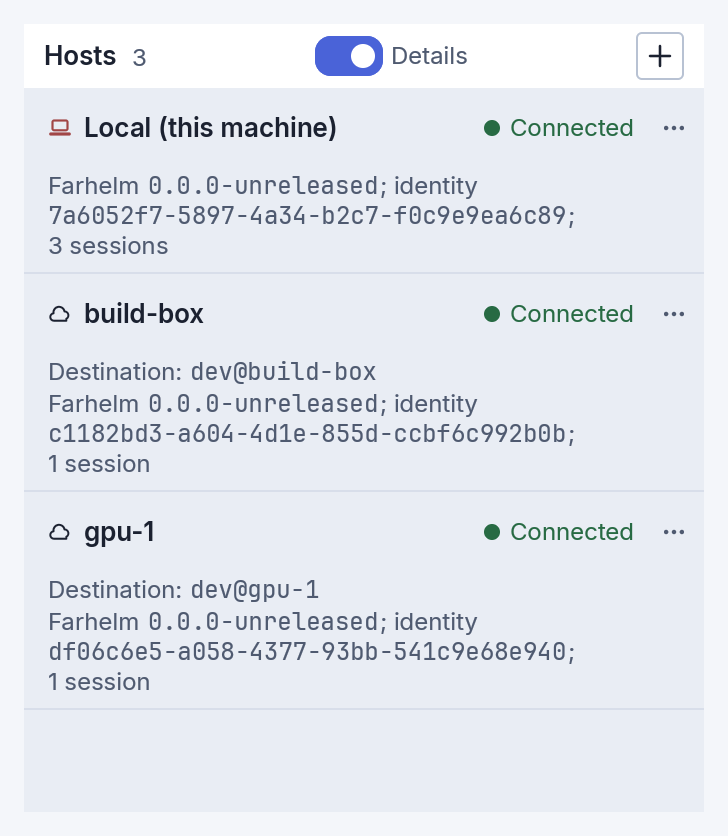 Hosts 3 Details
Local (this machine) Connected
Farhelm 0.0.0-unreleased; identity
7a6052f7-5897-4a34-b2c7-f0c9e9ea6c89;
3 sessions
build-box Connected
Destination: dev@build-box
Farhelm 0.0.0-unreleased; identity
c1182bd3-a604-4d1e-855d-ccbf6c992b0b;
1 session
gpu-1 Connected
Destination: dev@gpu-1
Farhelm 0.0.0-unreleased; identity
df06c6e5-a058-4377-93bb-541c9e68e940;
1 session